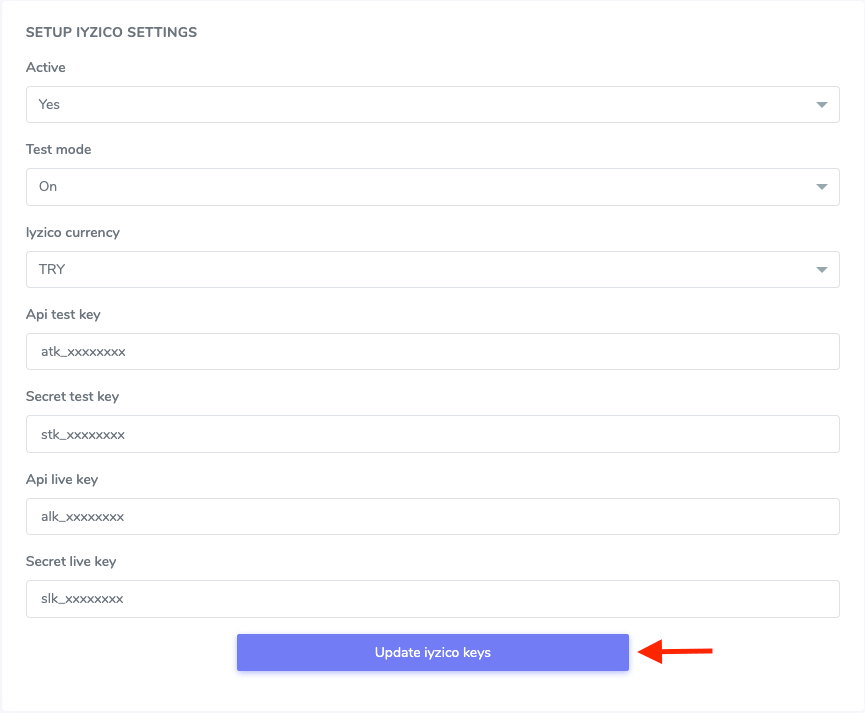 SETUP IYZICO SETTINGS
Active
Yes
Test mode
On
Iyzico currency
TRY
Api test key
atk_xxxxxxxx
Secret test key
stk_xxxxxxxx
Api live key
alk_xxxxxxxx
Secret live key
slk_xxxxxxxx
Update iyzico keys